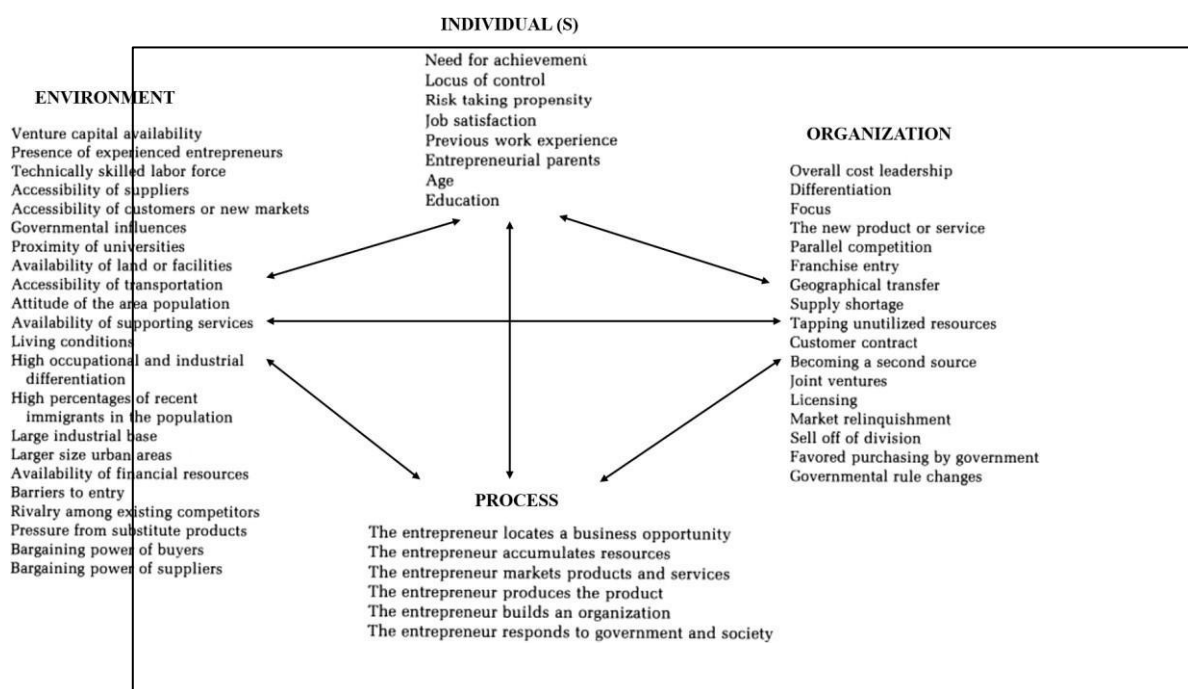 INDIVIDUAL (S)
Need for achievement
Locus of control
Risk taking propensity
Job satisfaction
Previous work experience
Entrepreneurial parents
Age
Education
ENVIRONMENT
Venture capital availability
Presence of experienced entrepreneurs
Technically skilled labor force
Accessibility of suppliers
Accessibility of customers or new markets
Governmental influences
Proximity of universities
Availability of land or facilities
Accessibility of transportation
Attitude of the area population
Availability of supporting services
Living conditions
High occupational and industrial
differentiation
High percentages of recent
immigrants in the population
Large industrial base
Larger size urban areas
Availability of financial resources
Barriers to entry
Rivalry among existing competitors
Pressure from substitute products
Bargaining power of buyers
Bargaining power of suppliers
ORGANIZATION
Overall cost leadership
Differentiation
Focus
The new product or service
Parallel competition
Franchise entry
Geographical transfer
Supply shortage
Tapping unutilized resources
Customer contract
Becoming a second source
Joint ventures
Licensing
Market relinquishment
Sell off of division
Favored purchasing by government
Governmental rule changes
PROCESS
The entrepreneur locates a business opportunity
The entrepreneur accumulates resources
The entrepreneur markets products and services
The entrepreneur produces the product
The entrepreneur builds an organization
The entrepreneur responds to government and society